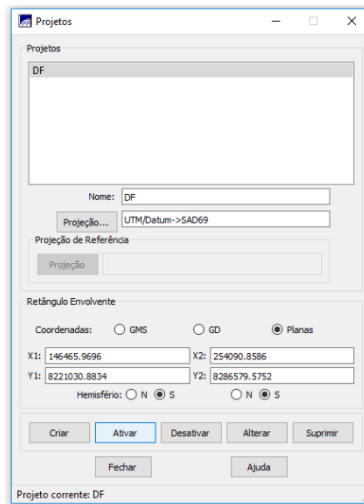 Projetos
Projetos
DF
Nome: DF
Projeção... UTM/Datum->SAD69
Projeção de Referência
Projeção
Retângulo Envolvente
Coordenadas: GMS GD Planas
X1: 146465.9696 X2: 254090.8586
Y1: 8221030.8834 Y2: 8286579.5752
Hemisfério: N S N S
Criar Ativar Desativar Alterar Suprimir
Fechar Ajuda
Projeto corrente: DF